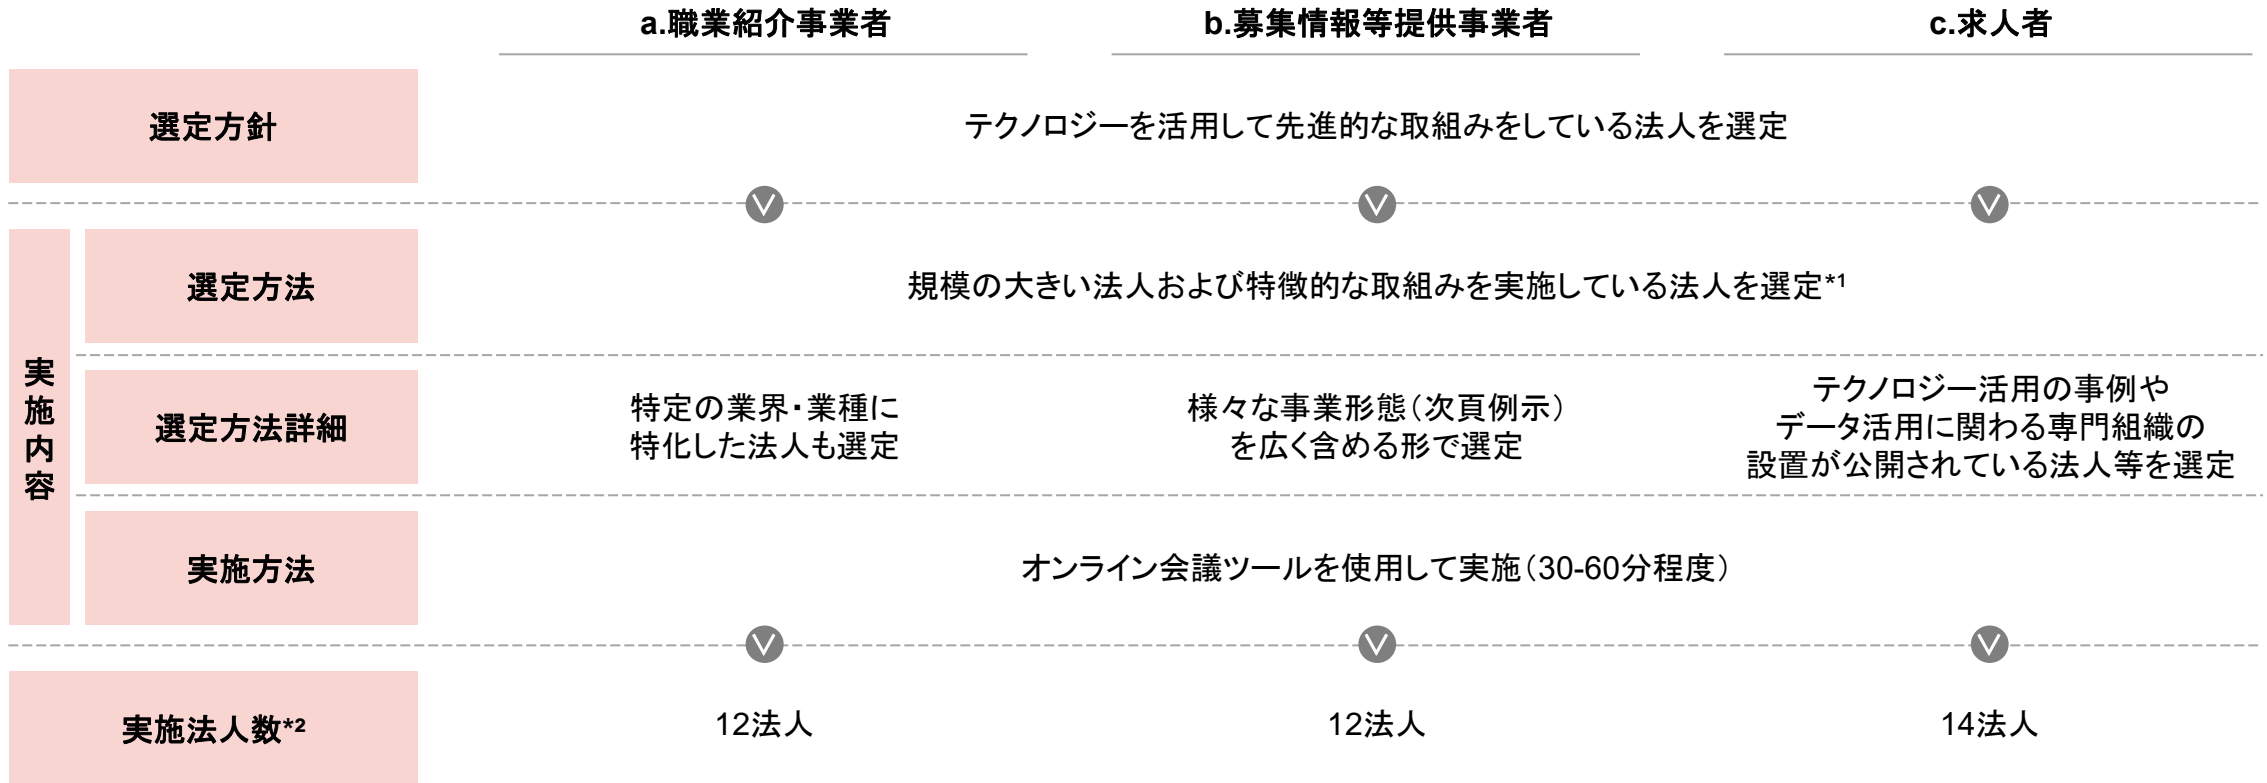 a.職業紹介事業者
b.募集情報等提供事業者
c.求人者
選定方針
テクノロジーを活用して先進的な取組みをしている法人を選定
実施内容
選定方法
規模の大きい法人および特徴的な取組みを実施している法人を選定*1
選定方法詳細
特定の業界・業種に
特化した法人も選定
様々な事業形態（次頁例示）
を広く含める形で選定
テクノロジー活用の事例や
データ活用に関わる専門組織の
設置が公開されている法人等を選定
実施方法
オンライン会議ツールを使用して実施（30-60分程度）
実施法人数*2
12法人
12法人
14法人